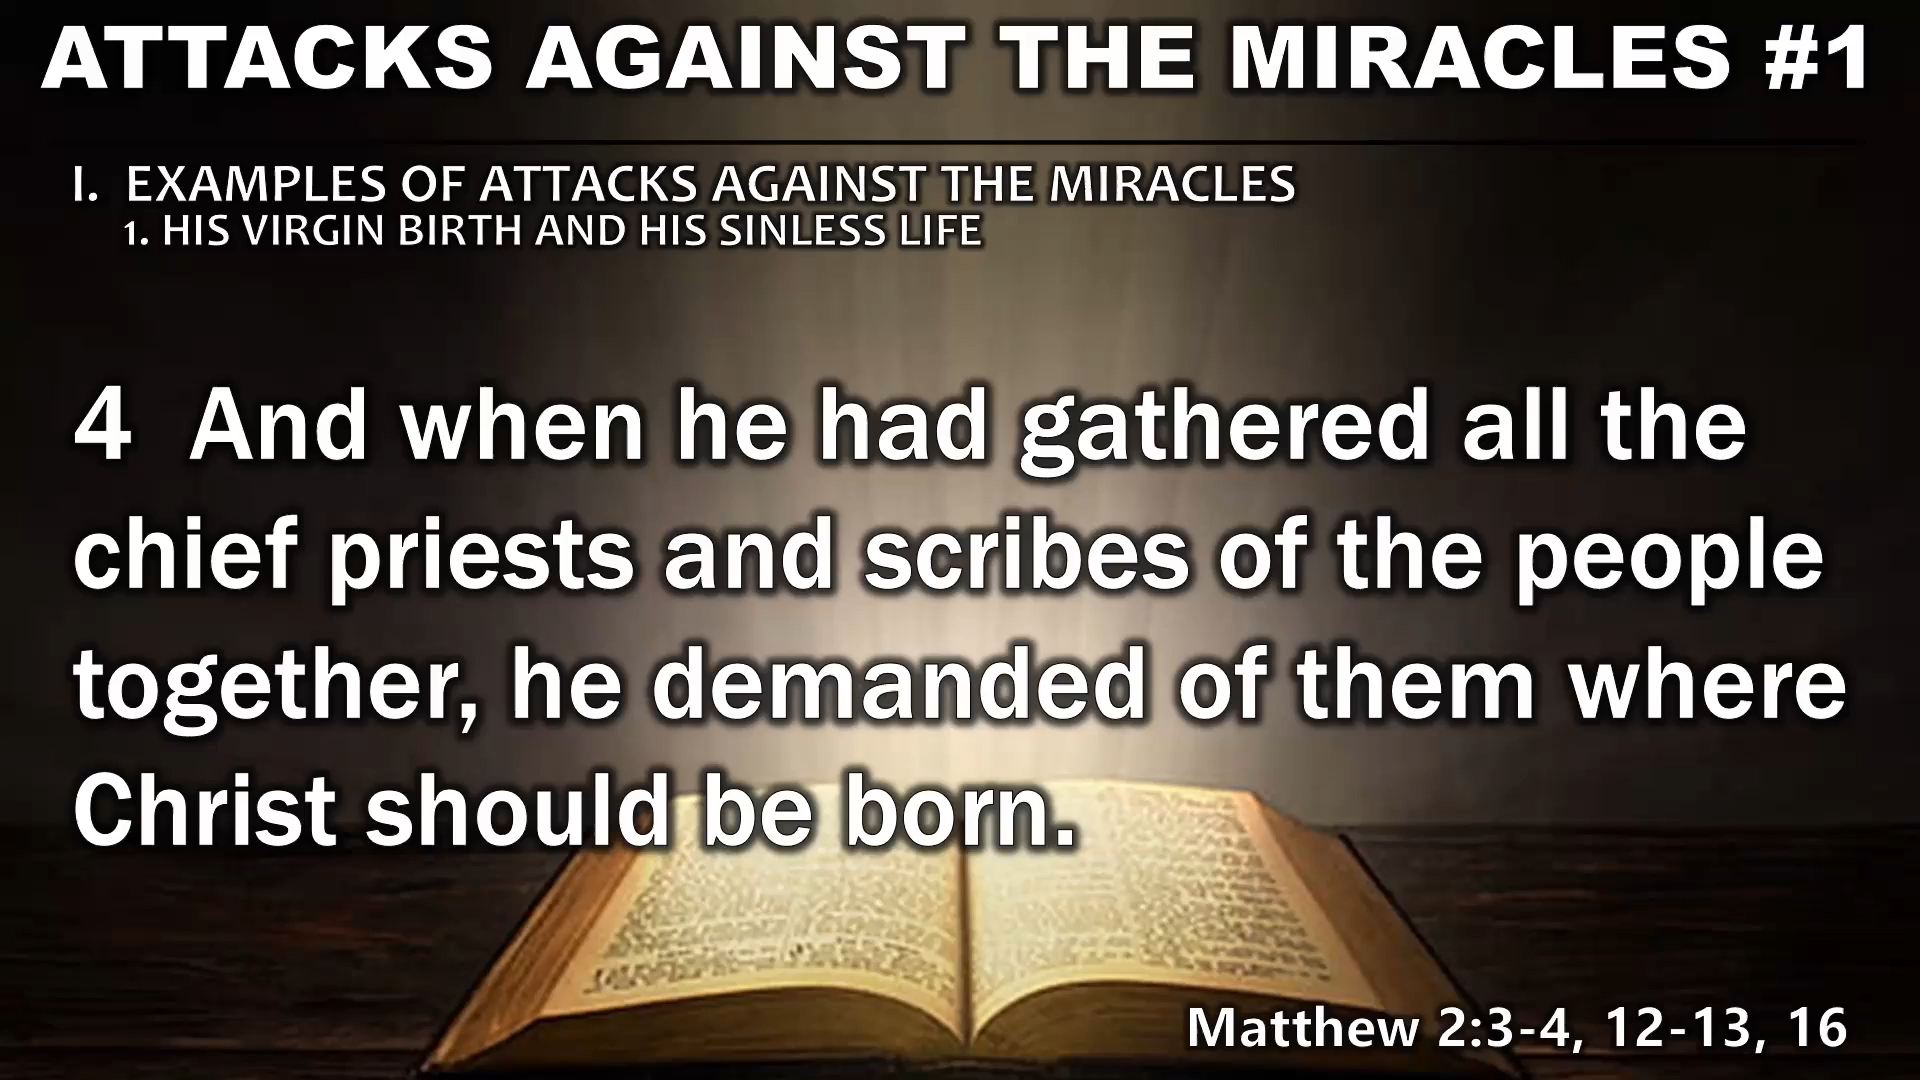 ATTACKS AGAINST THE MIRACLES #1
I. EXAMPLES OF ATTACKS AGAINST THE MIRACLES
1. HIS VIRGIN BIRTH AND HIS SINLESS LIFE
4 And when he had gathered all the
chief priests and scribes of the people
together, he demanded of them where
Christ should be born.
Matthew 2:3-4, 12-13, 16